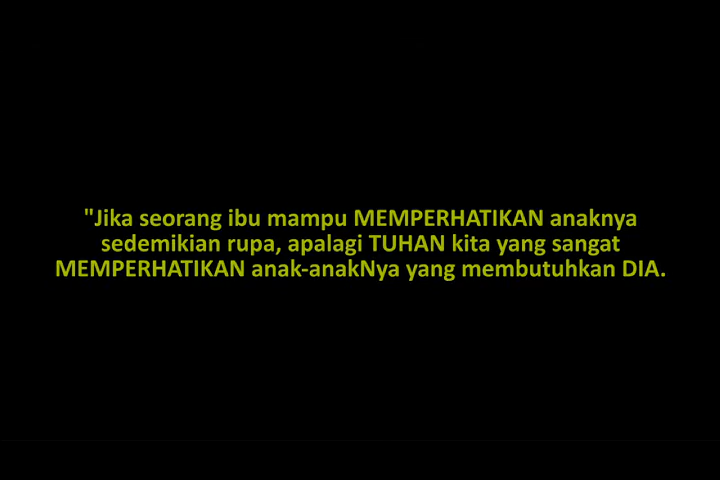 "Jika seorang ibu mampu MEMPERHATIKAN anaknya
sedemikian rupa, apalagi TUHAN kita yang sangat
MEMPERHATIKAN anak-anakNya yang membutuhkan DIA.